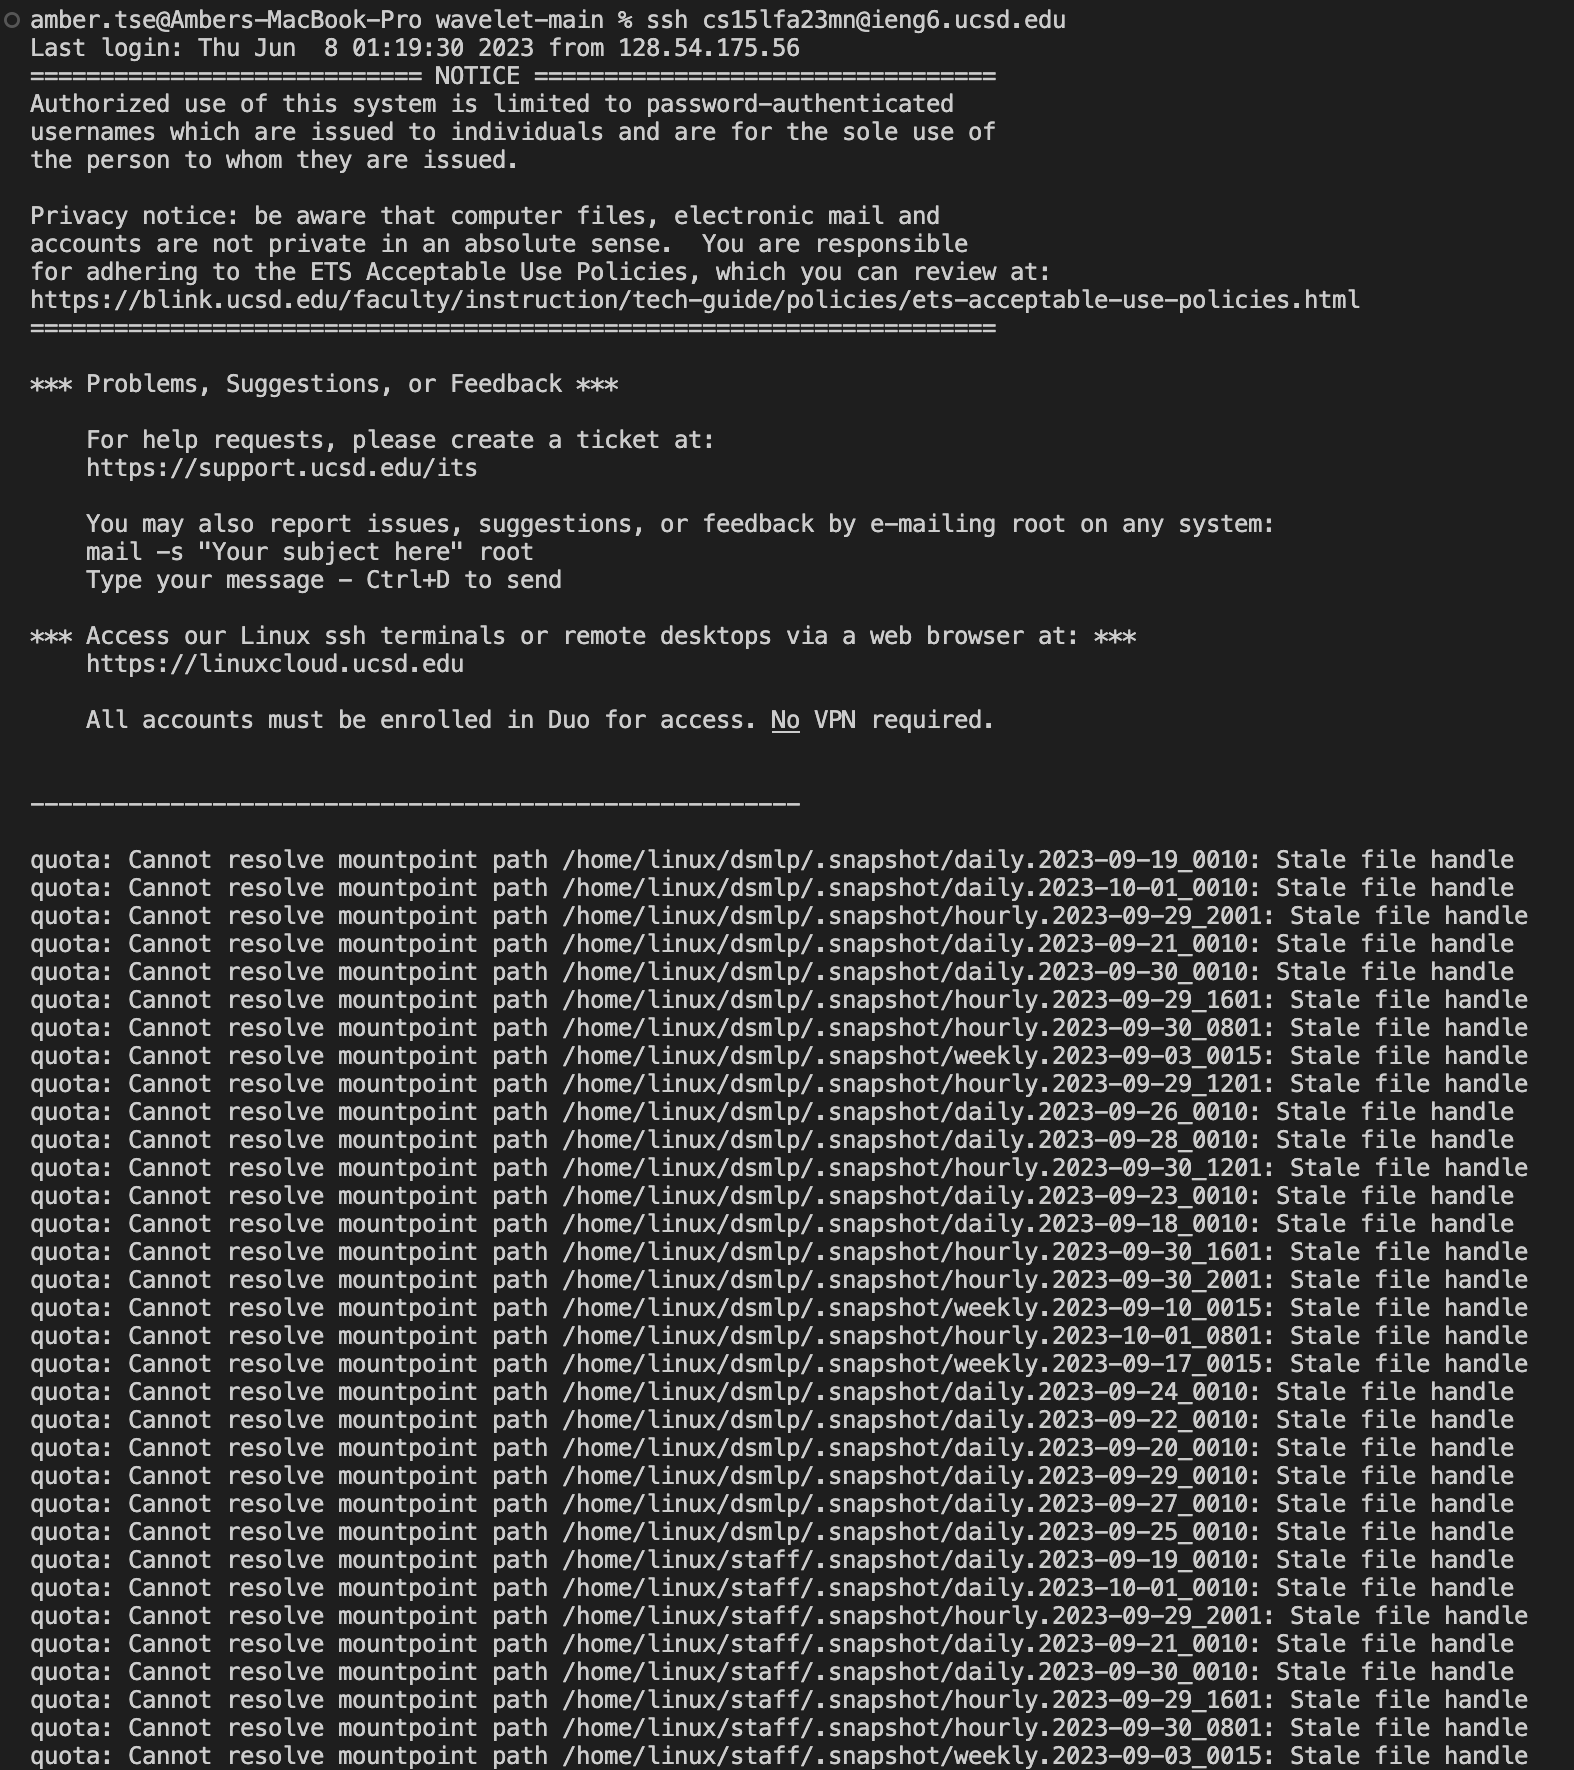 amber.tse@Ambers-MacBook-Pro wavelet-main % ssh cs15lfa23mn@ieng6.ucsd.edu
Last login: Thu Jun  8 01:19:30 2023 from 128.54.175.56
============================ NOTICE =================================
Authorized use of this system is limited to password-authenticated
usernames which are issued to individuals and are for the sole use of
the person to whom they are issued.

Privacy notice: be aware that computer files, electronic mail and
accounts are not private in an absolute sense.  You are responsible
for adhering to the ETS Acceptable Use Policies, which you can review at:
https://blink.ucsd.edu/faculty/instruction/tech-guide/policies/ets-acceptable-use-policies.html
=====================================================================

*** Problems, Suggestions, or Feedback ***

    For help requests, please create a ticket at:
    https://support.ucsd.edu/its

    You may also report issues, suggestions, or feedback by e-mailing root on any system:
    mail -s "Your subject here" root
    Type your message - Ctrl+D to send

*** Access our Linux ssh terminals or remote desktops via a web browser at: ***
    https://linuxcloud.ucsd.edu

    All accounts must be enrolled in Duo for access. No VPN required.

-------------------------------------------------------

quota: Cannot resolve mountpoint path /home/linux/dsmlp/.snapshot/daily.2023-09-19_0010: Stale file handle
quota: Cannot resolve mountpoint path /home/linux/dsmlp/.snapshot/daily.2023-10-01_0010: Stale file handle
quota: Cannot resolve mountpoint path /home/linux/dsmlp/.snapshot/hourly.2023-09-29_2001: Stale file handle
quota: Cannot resolve mountpoint path /home/linux/dsmlp/.snapshot/daily.2023-09-21_0010: Stale file handle
quota: Cannot resolve mountpoint path /home/linux/dsmlp/.snapshot/daily.2023-09-30_0010: Stale file handle
quota: Cannot resolve mountpoint path /home/linux/dsmlp/.snapshot/hourly.2023-09-29_1601: Stale file handle
quota: Cannot resolve mountpoint path /home/linux/dsmlp/.snapshot/hourly.2023-09-30_0801: Stale file handle
quota: Cannot resolve mountpoint path /home/linux/dsmlp/.snapshot/weekly.2023-09-03_0015: Stale file handle
quota: Cannot resolve mountpoint path /home/linux/dsmlp/.snapshot/hourly.2023-09-29_1201: Stale file handle
quota: Cannot resolve mountpoint path /home/linux/dsmlp/.snapshot/daily.2023-09-26_0010: Stale file handle
quota: Cannot resolve mountpoint path /home/linux/dsmlp/.snapshot/daily.2023-09-28_0010: Stale file handle
quota: Cannot resolve mountpoint path /home/linux/dsmlp/.snapshot/hourly.2023-09-30_1201: Stale file handle
quota: Cannot resolve mountpoint path /home/linux/dsmlp/.snapshot/daily.2023-09-23_0010: Stale file handle
quota: Cannot resolve mountpoint path /home/linux/dsmlp/.snapshot/daily.2023-09-18_0010: Stale file handle
quota: Cannot resolve mountpoint path /home/linux/dsmlp/.snapshot/hourly.2023-09-30_1601: Stale file handle
quota: Cannot resolve mountpoint path /home/linux/dsmlp/.snapshot/hourly.2023-09-30_2001: Stale file handle
quota: Cannot resolve mountpoint path /home/linux/dsmlp/.snapshot/weekly.2023-09-10_0015: Stale file handle
quota: Cannot resolve mountpoint path /home/linux/dsmlp/.snapshot/hourly.2023-10-01_0801: Stale file handle
quota: Cannot resolve mountpoint path /home/linux/dsmlp/.snapshot/weekly.2023-09-17_0015: Stale file handle
quota: Cannot resolve mountpoint path /home/linux/dsmlp/.snapshot/daily.2023-09-24_0010: Stale file handle
quota: Cannot resolve mountpoint path /home/linux/dsmlp/.snapshot/daily.2023-09-22_0010: Stale file handle
quota: Cannot resolve mountpoint path /home/linux/dsmlp/.snapshot/daily.2023-09-20_0010: Stale file handle
quota: Cannot resolve mountpoint path /home/linux/dsmlp/.snapshot/daily.2023-09-29_0010: Stale file handle
quota: Cannot resolve mountpoint path /home/linux/dsmlp/.snapshot/daily.2023-09-27_0010: Stale file handle
quota: Cannot resolve mountpoint path /home/linux/dsmlp/.snapshot/daily.2023-09-25_0010: Stale file handle
quota: Cannot resolve mountpoint path /home/linux/staff/.snapshot/daily.2023-09-19_0010: Stale file handle
quota: Cannot resolve mountpoint path /home/linux/staff/.snapshot/daily.2023-10-01_0010: Stale file handle
quota: Cannot resolve mountpoint path /home/linux/staff/.snapshot/hourly.2023-09-29_2001: Stale file handle
quota: Cannot resolve mountpoint path /home/linux/staff/.snapshot/daily.2023-09-21_0010: Stale file handle
quota: Cannot resolve mountpoint path /home/linux/staff/.snapshot/daily.2023-09-30_0010: Stale file handle
quota: Cannot resolve mountpoint path /home/linux/staff/.snapshot/hourly.2023-09-29_1601: Stale file handle
quota: Cannot resolve mountpoint path /home/linux/staff/.snapshot/hourly.2023-09-30_0801: Stale file handle
quota: Cannot resolve mountpoint path /home/linux/staff/.snapshot/weekly.2023-09-03_0015: Stale file handle